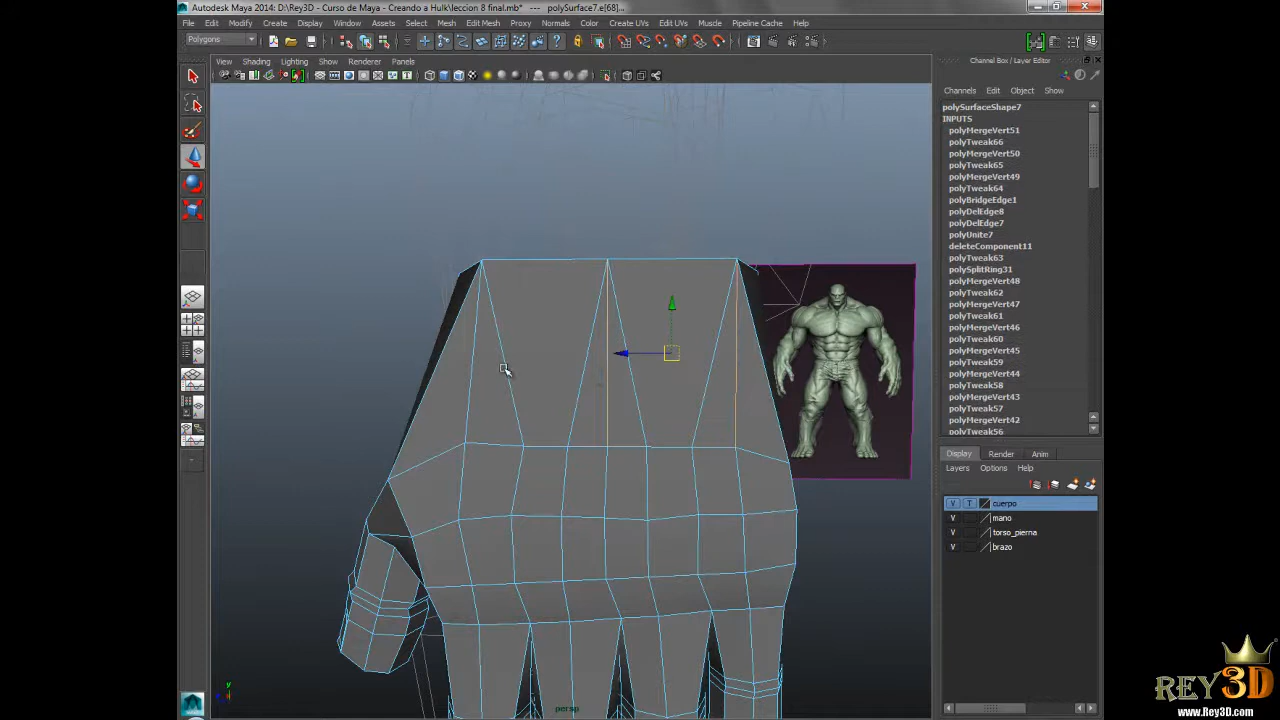 Autodesk Maya 2014: D:\Rey3D - Curso de Maya - Creando a Hulk\leccion 8 final.mb* --- polySurface7.e[68]...
File Edit Modify Create Display Window Assets Select Mesh Edit Mesh Proxy Normals Color Create UVs Edit UVs Muscle Pipeline Cache Help
Polygons
View Shading Lighting Show Renderer Panels
Channel Box / Layer Editor
Channels Edit Object Show
polySurfaceShape7
INPUTS
polyMergeVert51
polyTweak66
polyMergeVert50
polyTweak65
polyMergeVert49
polyTweak64
polyBridgeEdge1
polyDelEdge8
polyUnite7
deleteComponent11
polyTweak63
polySplitRing31
polyMergeVert48
polyTweak62
polyMergeVert47
polyTweak61
polyMergeVert46
polyTweak60
polyMergeVert45
polyTweak59
polyMergeVert44
polyTweak58
polyMergeVert43
polyTweak57
polyMergeVert42
polyTweak56
Display Render Anim
Layers Options Help
V T cuerpo
V mano
V torso_pierna
V brazo
y
persp
REY3D
www.Rey3D.com